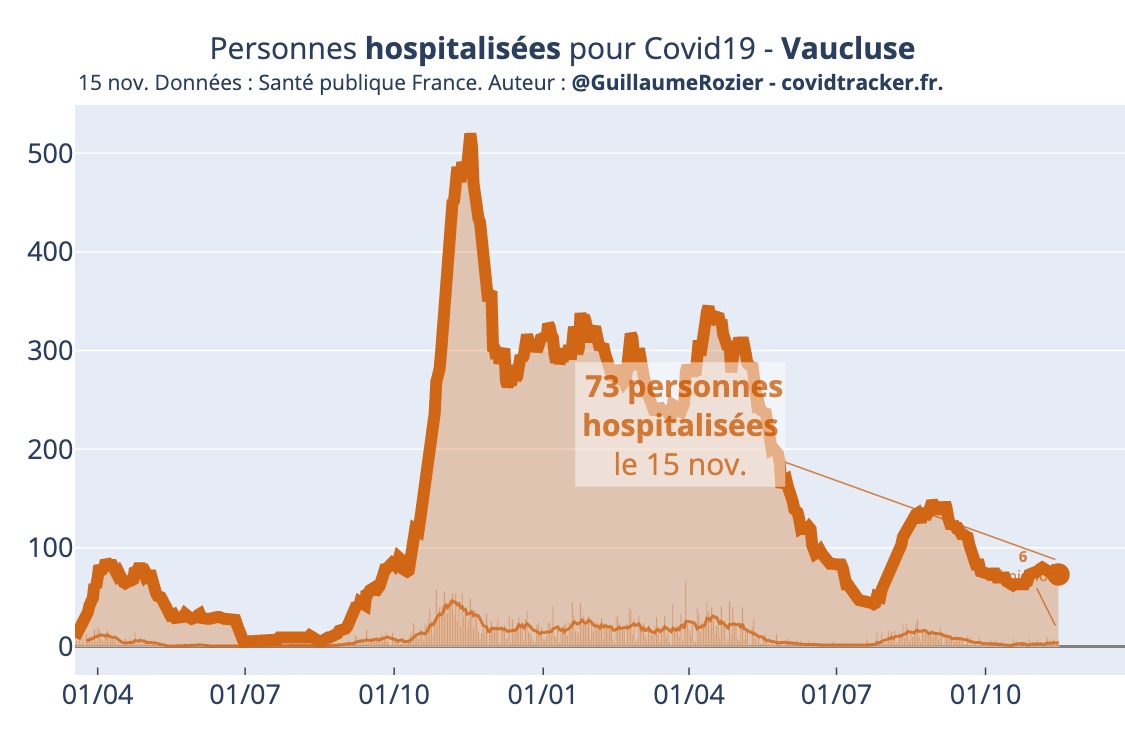 Personnes hospitalisées pour Covid19 - Vaucluse
15 nov. Données : Santé publique France. Auteur : @GuillaumeRozier - covidtracker.fr.
500
400
300
200
100
0
73 personnes
hospitalisées
le 15 nov.
6
01/04
01/07
01/10
01/01
01/04
01/07
01/10